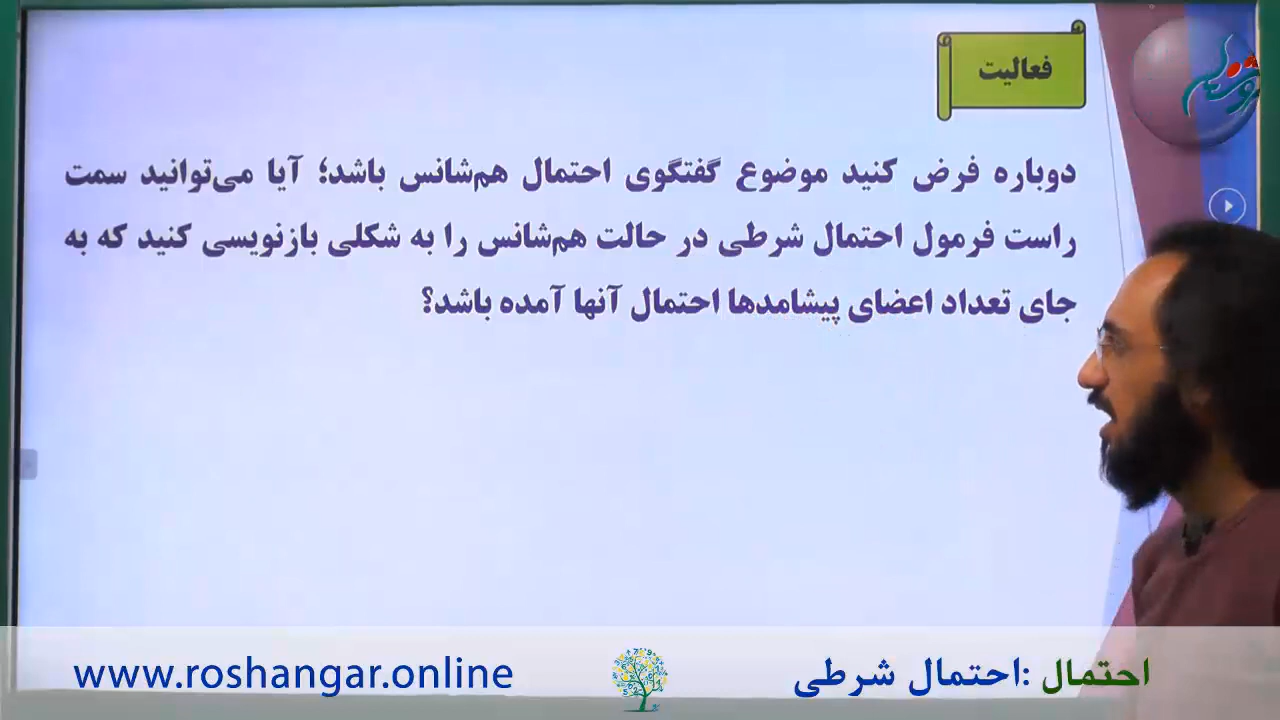 فعالیت
دوباره فرض کنید موضوع گفتگوی احتمال هم‌شانس باشد؛ آیا می‌توانید سمت
راست فرمول احتمال شرطی در حالت هم‌شانس را به شکلی بازنویسی کنید که به
جای تعداد اعضای پیشامدها احتمال آنها آمده باشد؟
احتمال :احتمال شرطی
www.roshangar.online